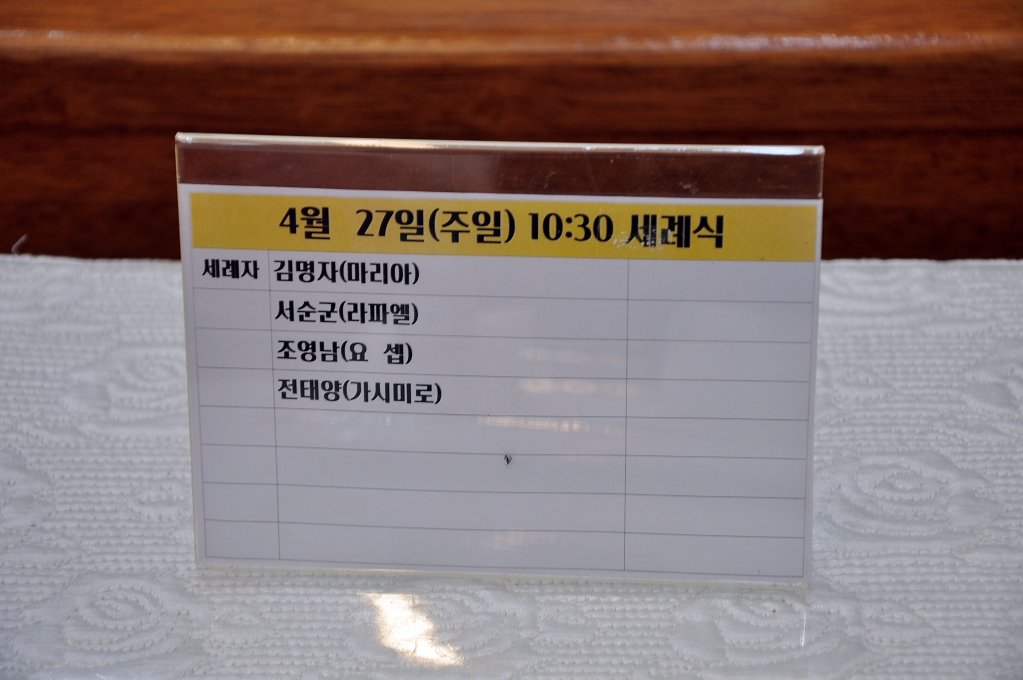 4월 27일(주일) 10:30 세례식
세례자 김명자(마리아)
서순군(라파엘)
조영남(요 셉)
전태양(가시미로)